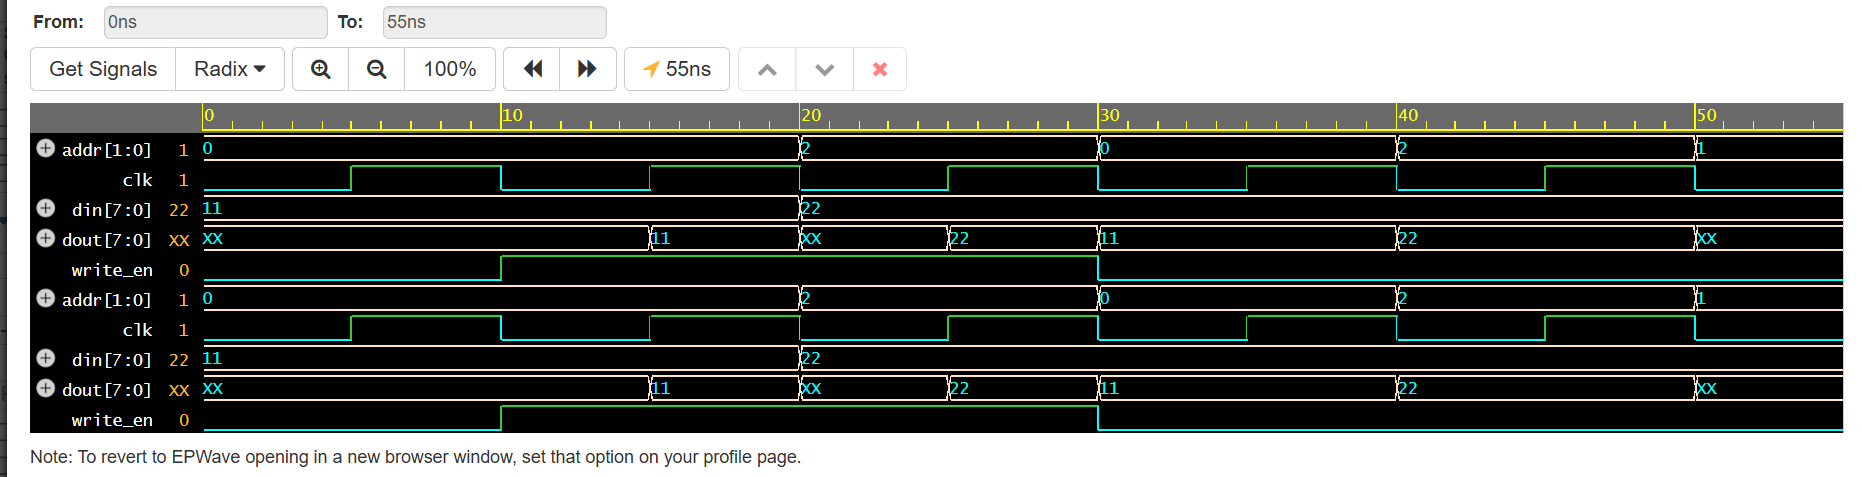 From: 0ns To: 55ns
Get Signals Radix 100% 55ns
0 10 20 30 40 50
addr[1:0] 1 0 2 0 2 1
clk 1
din[7:0] 22 11 22
dout[7:0] XX XX 11 XX 22 11 22 XX
write_en 0
addr[1:0] 1 0 2 0 2 1
clk 1
din[7:0] 22 11 22
dout[7:0] XX XX 11 XX 22 11 22 XX
write_en 0
Note: To revert to EPWave opening in a new browser window, set that option on your profile page.